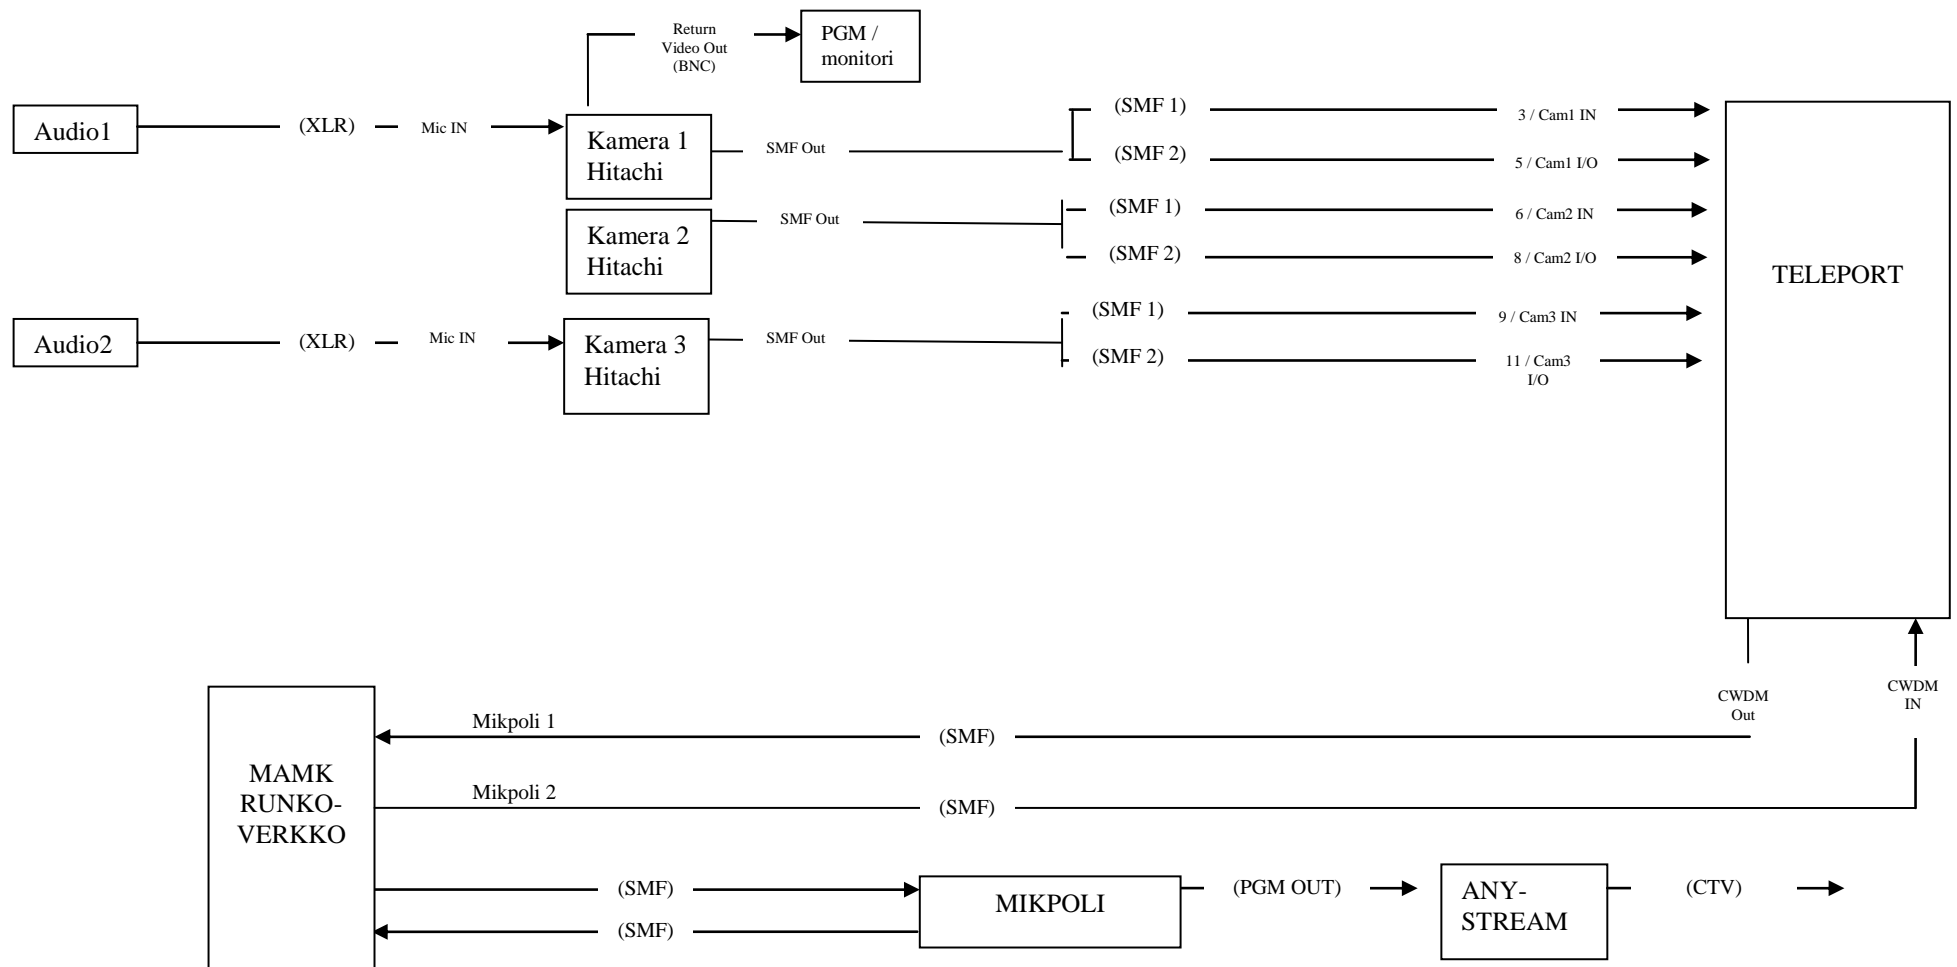 Return
Video Out
(BNC)
PGM /
monitori
Audio1
(XLR)
Mic IN
Kamera 1
Hitachi
SMF Out
(SMF 1)
3 / Cam1 IN
(SMF 2)
5 / Cam1 I/O
Kamera 2
Hitachi
SMF Out
(SMF 1)
6 / Cam2 IN
(SMF 2)
8 / Cam2 I/O
TELEPORT
Audio2
(XLR)
Mic IN
Kamera 3
Hitachi
SMF Out
(SMF 1)
9 / Cam3 IN
(SMF 2)
11 / Cam3
I/O
CWDM
Out
CWDM
IN
Mikpoli 1
(SMF)
MAMK
RUNKO-
VERKKO
Mikpoli 2
(SMF)
(SMF)
(SMF)
MIKPOLI
(PGM OUT)
ANY-
STREAM
(CTV)